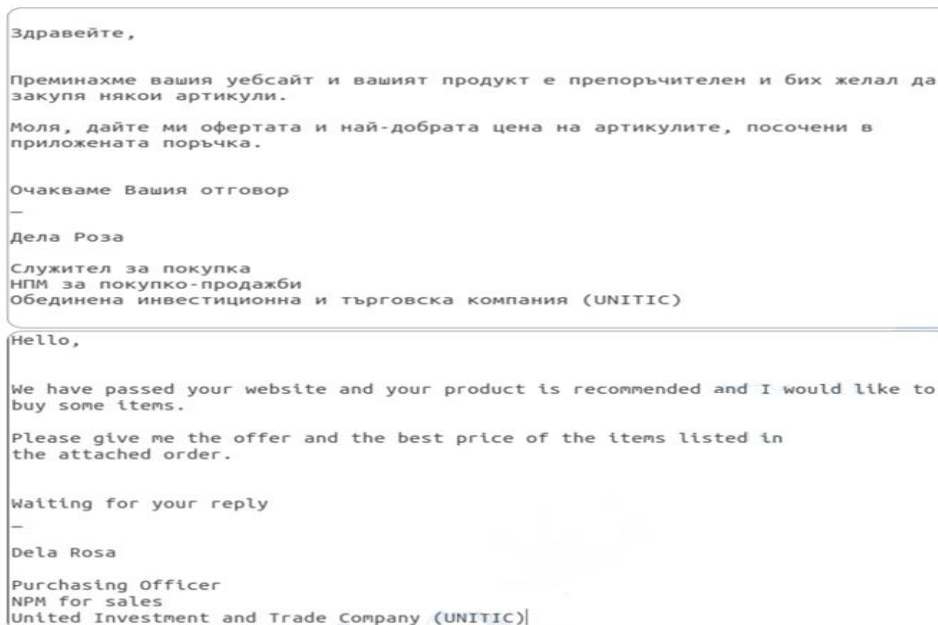 Здравейте,
Преминахме вашия уебсайт и вашият продукт е препоръчителен и бих желал да
закупя някои артикули.
Моля, дайте ми офертата и най-добрата цена на артикулите, посочени в
приложената поръчка.
Очакваме Вашия отговор
—
Дела Роза
Служител за покупка
НПМ за покупко-продажби
Обединена инвестиционна и търговска компания (UNITIC)
Hello,
We have passed your website and your product is recommended and I would like to
buy some items.
Please give me the offer and the best price of the items listed in
the attached order.
Waiting for your reply
—
Dela Rosa
Purchasing Officer
NPM for sales
United Investment and Trade Company (UNITIC)